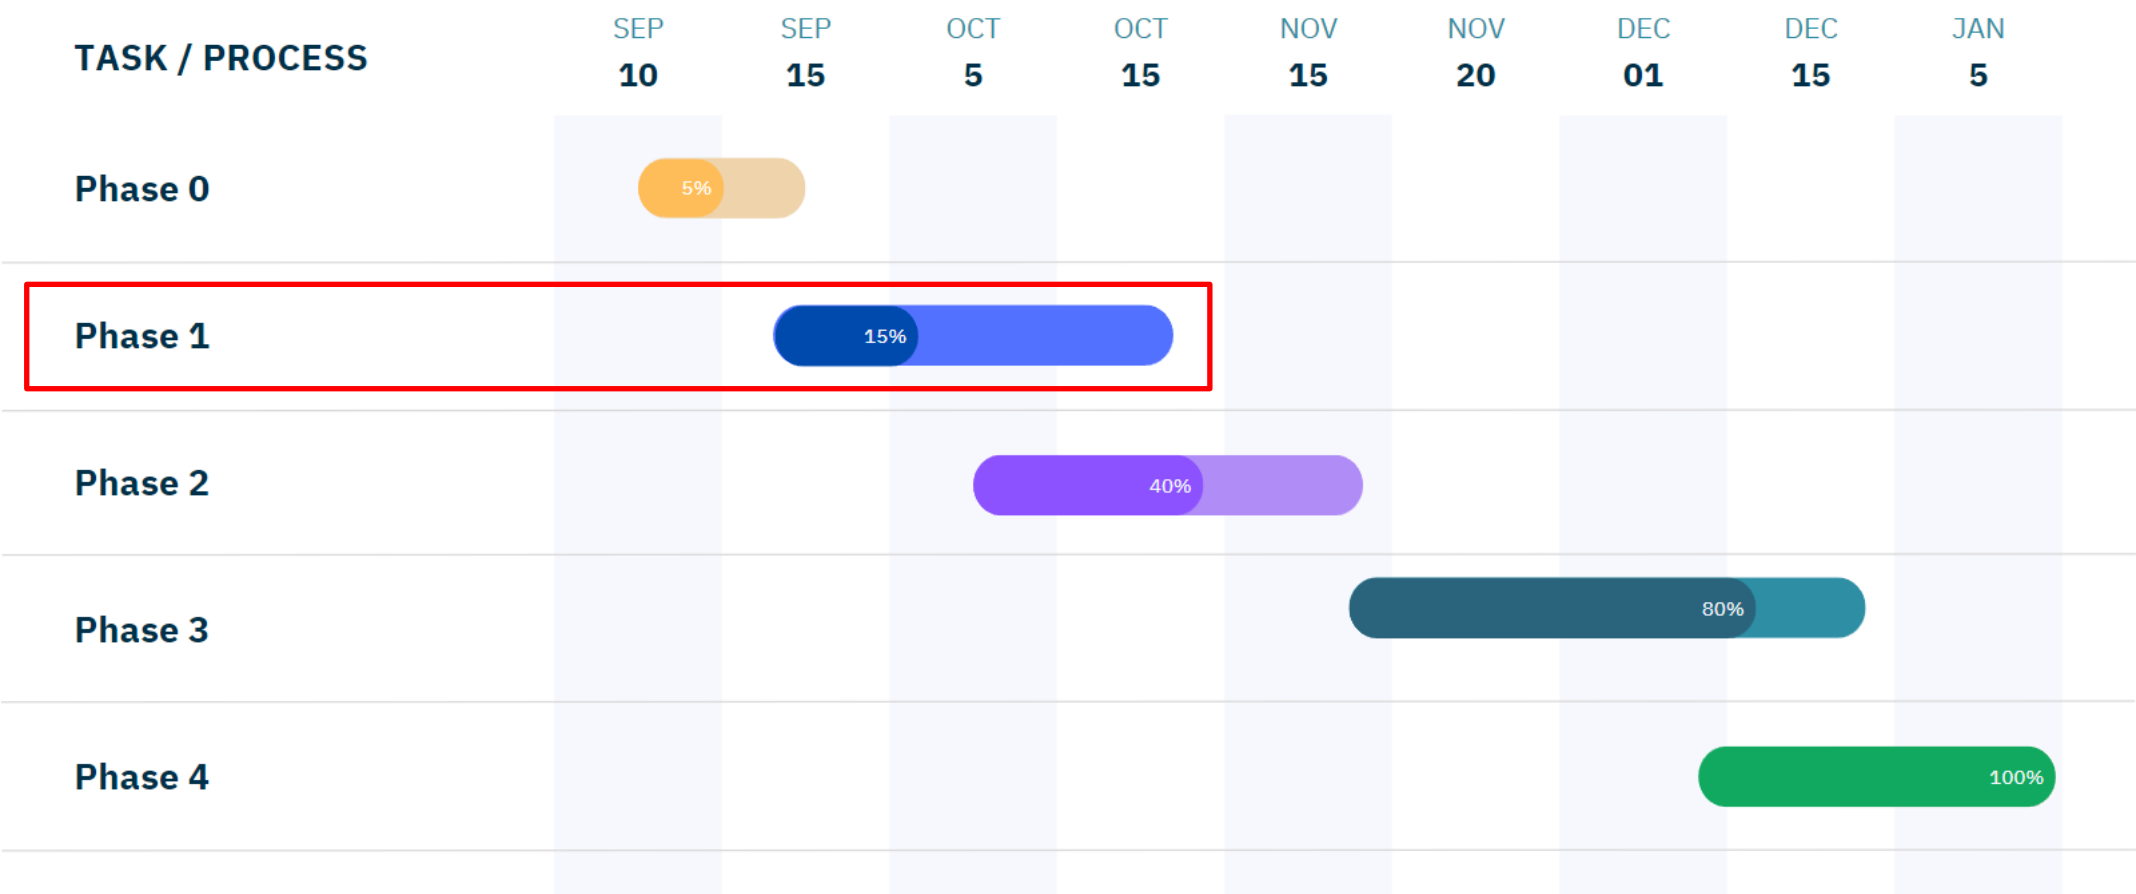 TASK / PROCESS
SEP SEP OCT OCT NOV NOV DEC DEC JAN
10 15 5 15 15 20 01 15 5
Phase 0 5%
Phase 1 15%
Phase 2 40%
Phase 3 80%
Phase 4 100%